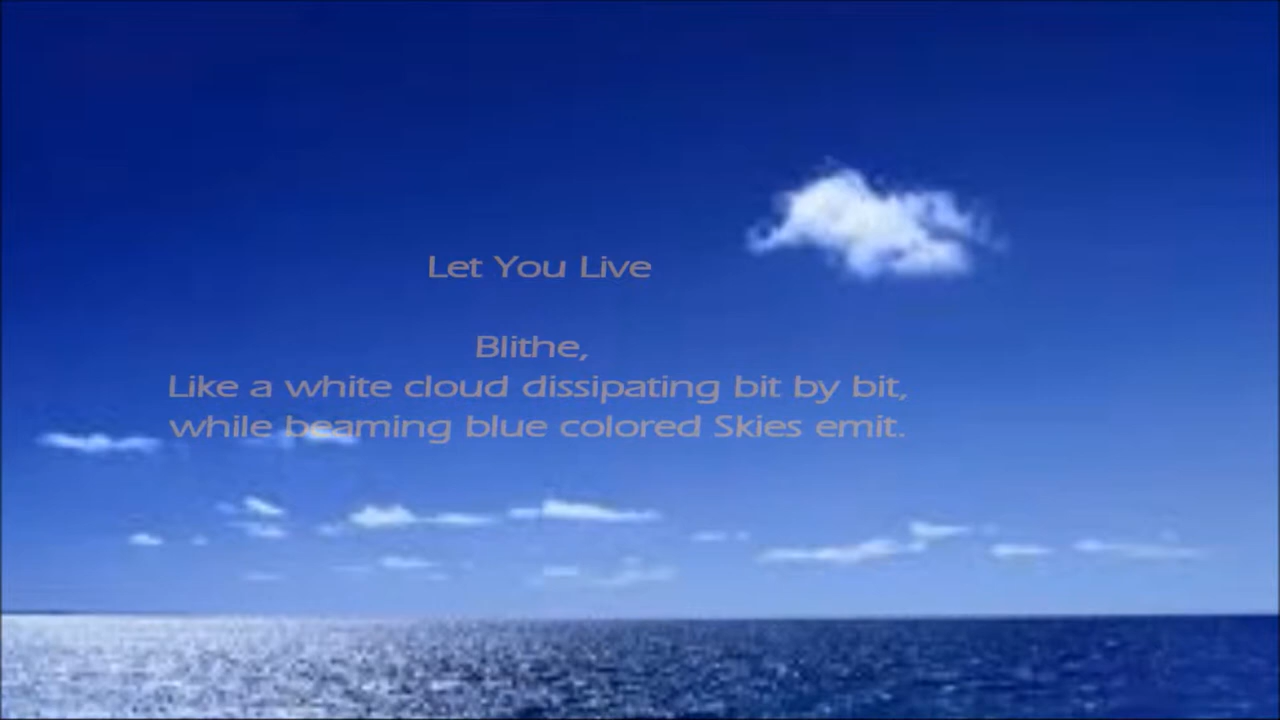 Let You Live
Blithe,
Like a white cloud dissipating bit by bit,
while beaming blue colored Skies emit.